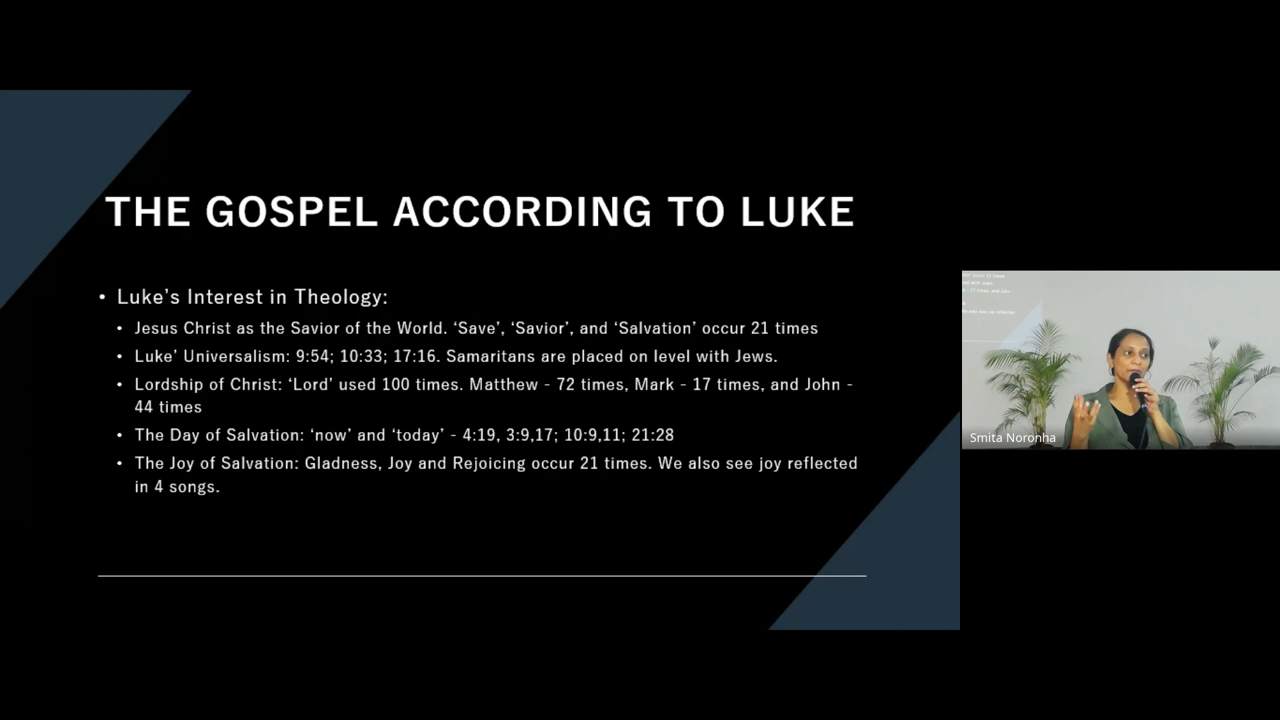 THE GOSPEL ACCORDING TO LUKE
• Luke’s Interest in Theology:
• Jesus Christ as the Savior of the World. ‘Save’, ‘Savior’, and ‘Salvation’ occur 21 times
• Luke’ Universalism: 9:54; 10:33; 17:16. Samaritans are placed on level with Jews.
• Lordship of Christ: ‘Lord’ used 100 times. Matthew - 72 times, Mark - 17 times, and John -
44 times
• The Day of Salvation: ‘now’ and ‘today’ - 4:19, 3:9,17; 10:9,11; 21:28
• The Joy of Salvation: Gladness, Joy and Rejoicing occur 21 times. We also see joy reflected
in 4 songs.
Smita Noronha